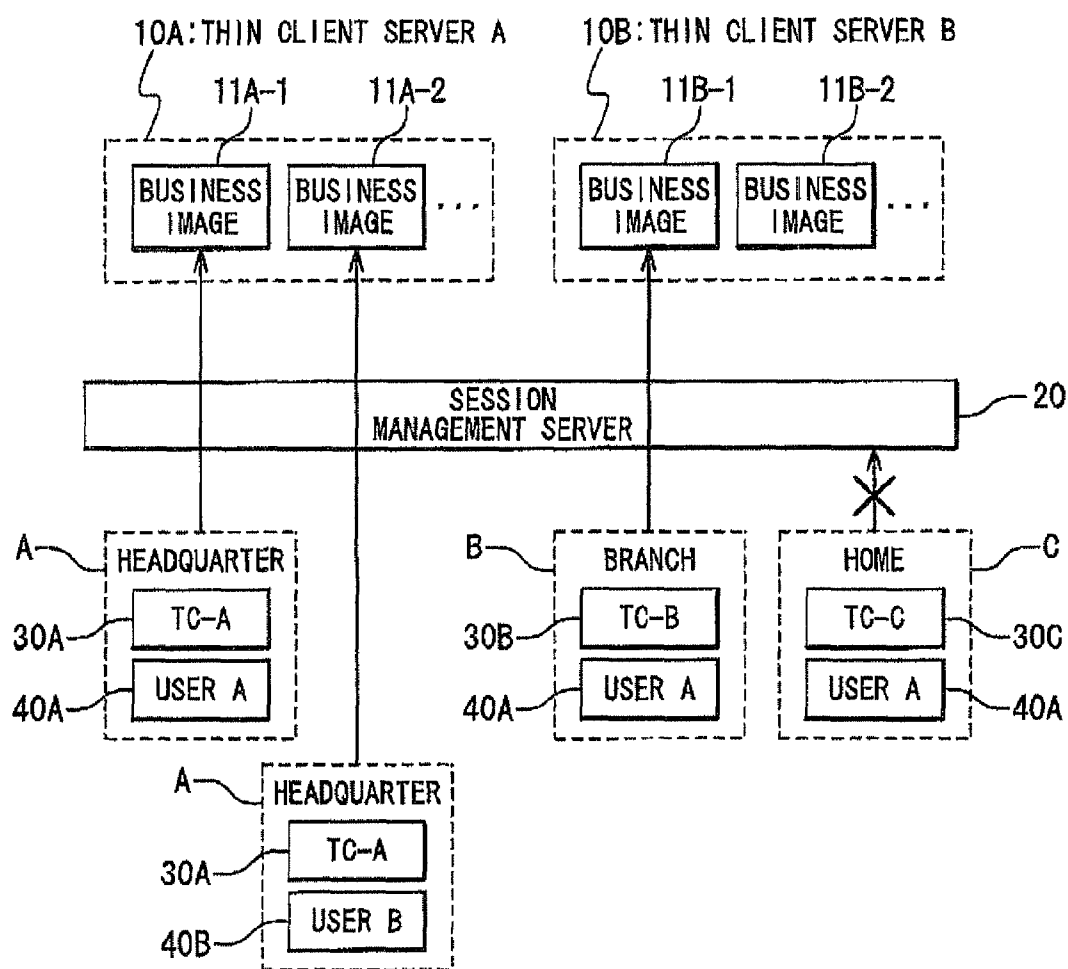 10A:THIN CLIENT SERVER A
10B:THIN CLIENT SERVER B
11A-1
11A-2
11B-1
11B-2
BUSINESS
IMAGE
BUSINESS
IMAGE
...
BUSINESS
IMAGE
BUSINESS
IMAGE
...
SESSION
MANAGEMENT SERVER
20
A
HEADQUARTER
30A
TC-A
40A
USER A
B
BRANCH
30B
TC-B
40A
USER A
HOME
C
TC-C
30C
USER A
40A
A
HEADQUARTER
30A
TC-A
40B
USER B